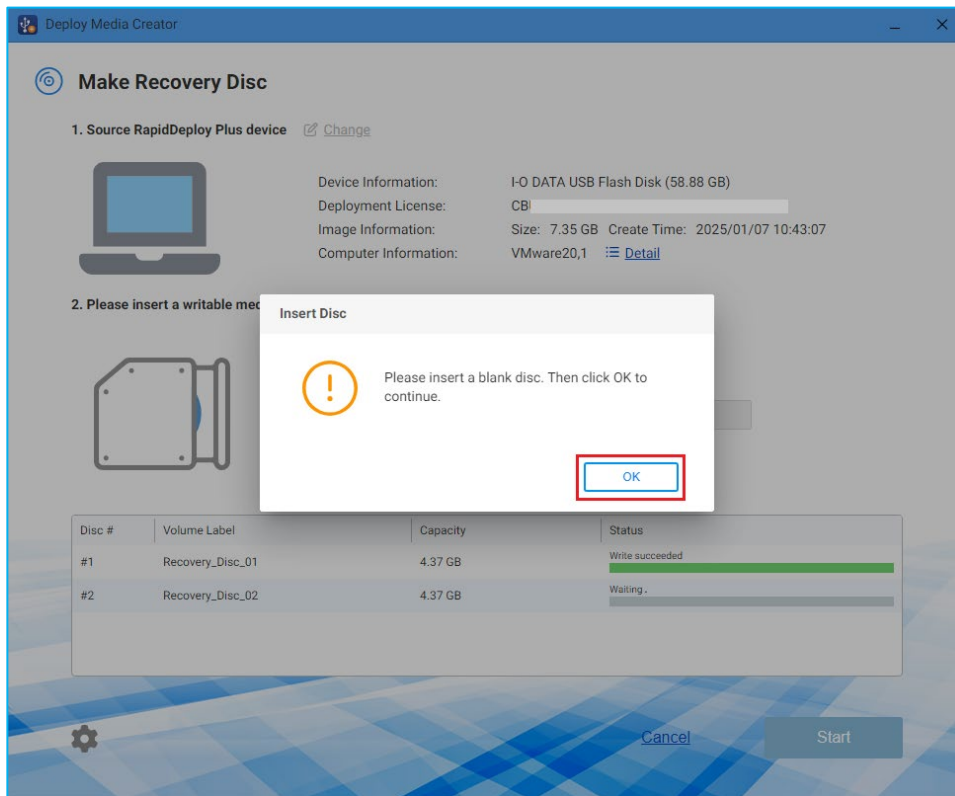 Deploy Media Creator
Make Recovery Disc
1. Source RapidDeploy Plus device Change
Device Information: I-O DATA USB Flash Disk (58.88 GB)
Deployment License: CB
Image Information: Size: 7.35 GB Create Time: 2025/01/07 10:43:07
Computer Information: VMware20,1 Detail
2. Please insert a writable
Insert Disc
Please insert a blank disc. Then click OK to
continue.
OK
Disc # Volume Label Capacity Status
#1 Recovery_Disc_01 4.37 GB Write succeeded
#2 Recovery_Disc_02 4.37 GB Waiting .
Cancel Start